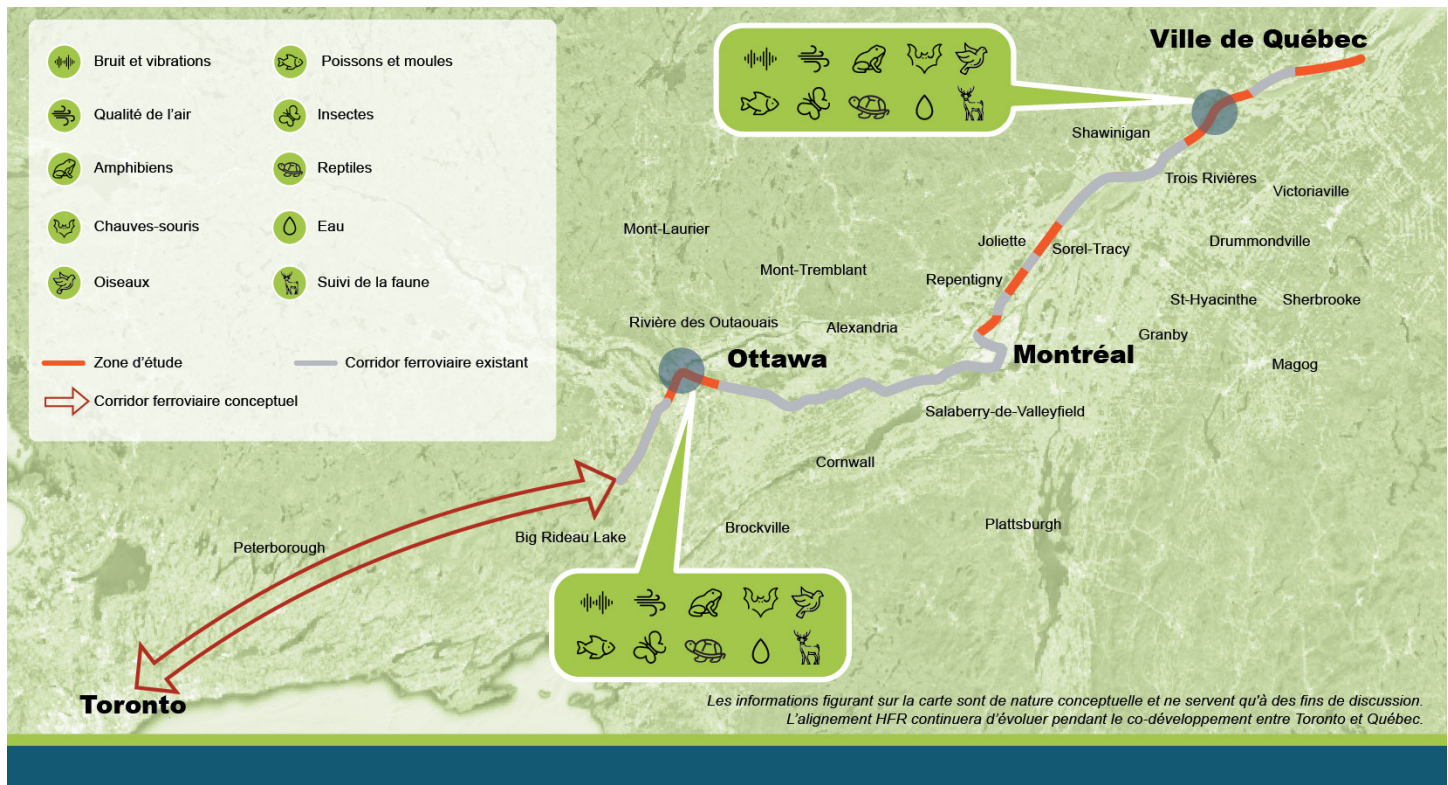 Bruit et vibrations
Poissons et moules
Qualité de l'air
Insectes
Amphibiens
Reptiles
Chauves-souris
Eau
Oiseaux
Suivi de la faune
Zone d'étude
Corridor ferroviaire existant
Corridor ferroviaire conceptuel
Ville de Québec
Shawinigan
Trois Rivières
Victoriaville
Mont-Laurier
Joliette
Sorel-Tracy
Drummondville
Mont-Tremblant
Repentigny
St-Hyacinthe
Sherbrooke
Rivière des Outaouais
Alexandria
Granby
Ottawa
Montréal
Magog
Salaberry-de-Valleyfield
Cornwall
Brockville
Plattsburgh
Big Rideau Lake
Peterborough
Toronto
Les informations figurant sur la carte sont de nature conceptuelle et ne servent qu'à des fins de discussion.
L'alignement HFR continuera d'évoluer pendant le co-développement entre Toronto et Québec.